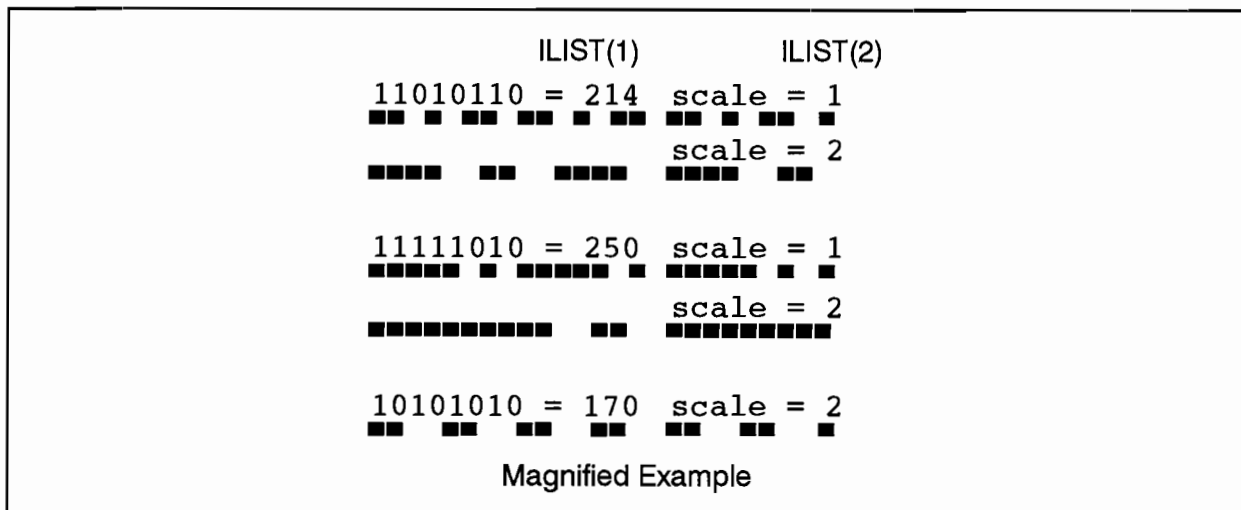 ILIST(1) ILIST(2)
11010110 = 214 scale = 1
scale = 2
11111010 = 250 scale = 1
scale = 2
10101010 = 170 scale = 2
Magnified Example